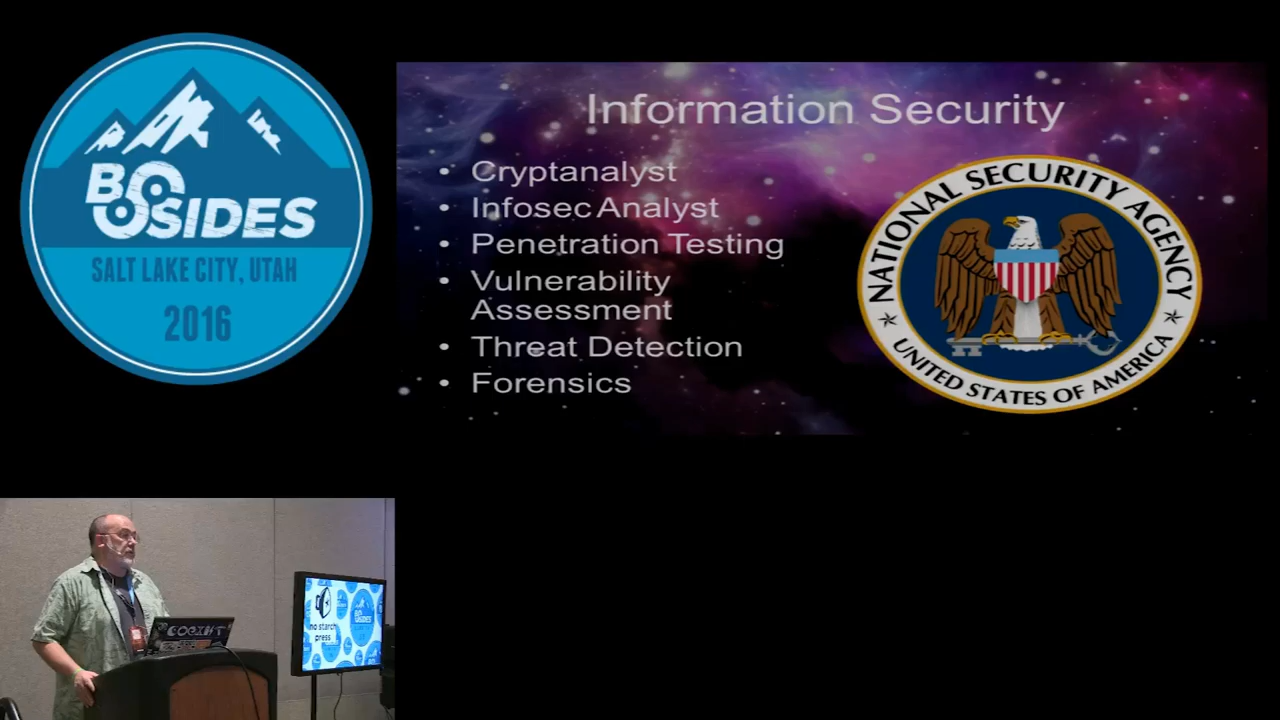 BSIDES
SALT LAKE CITY, UTAH
2016
Information Security
• Cryptanalyst
• Infosec Analyst
• Penetration Testing
• Vulnerability
Assessment
• Threat Detection
• Forensics
NATIONAL SECURITY AGENCY
UNITED STATES OF AMERICA
no starch
press
BSIDES